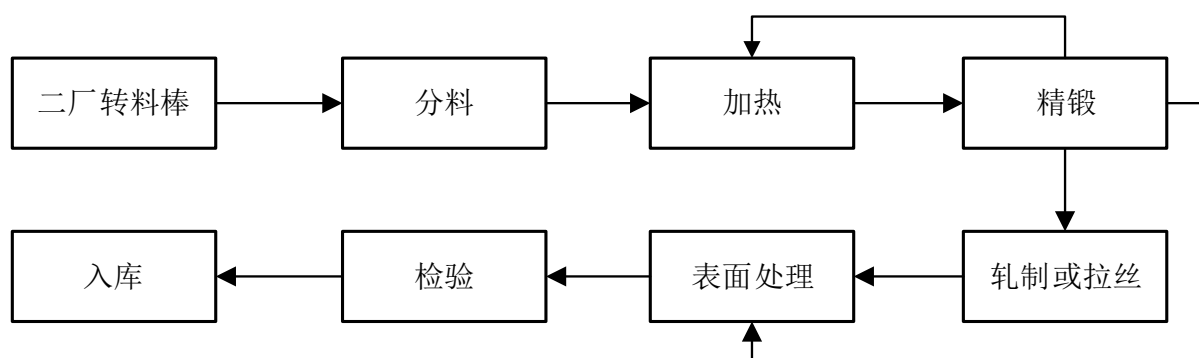 二厂转料棒
分料
加热
精锻
入库
检验
表面处理
轧制或拉丝